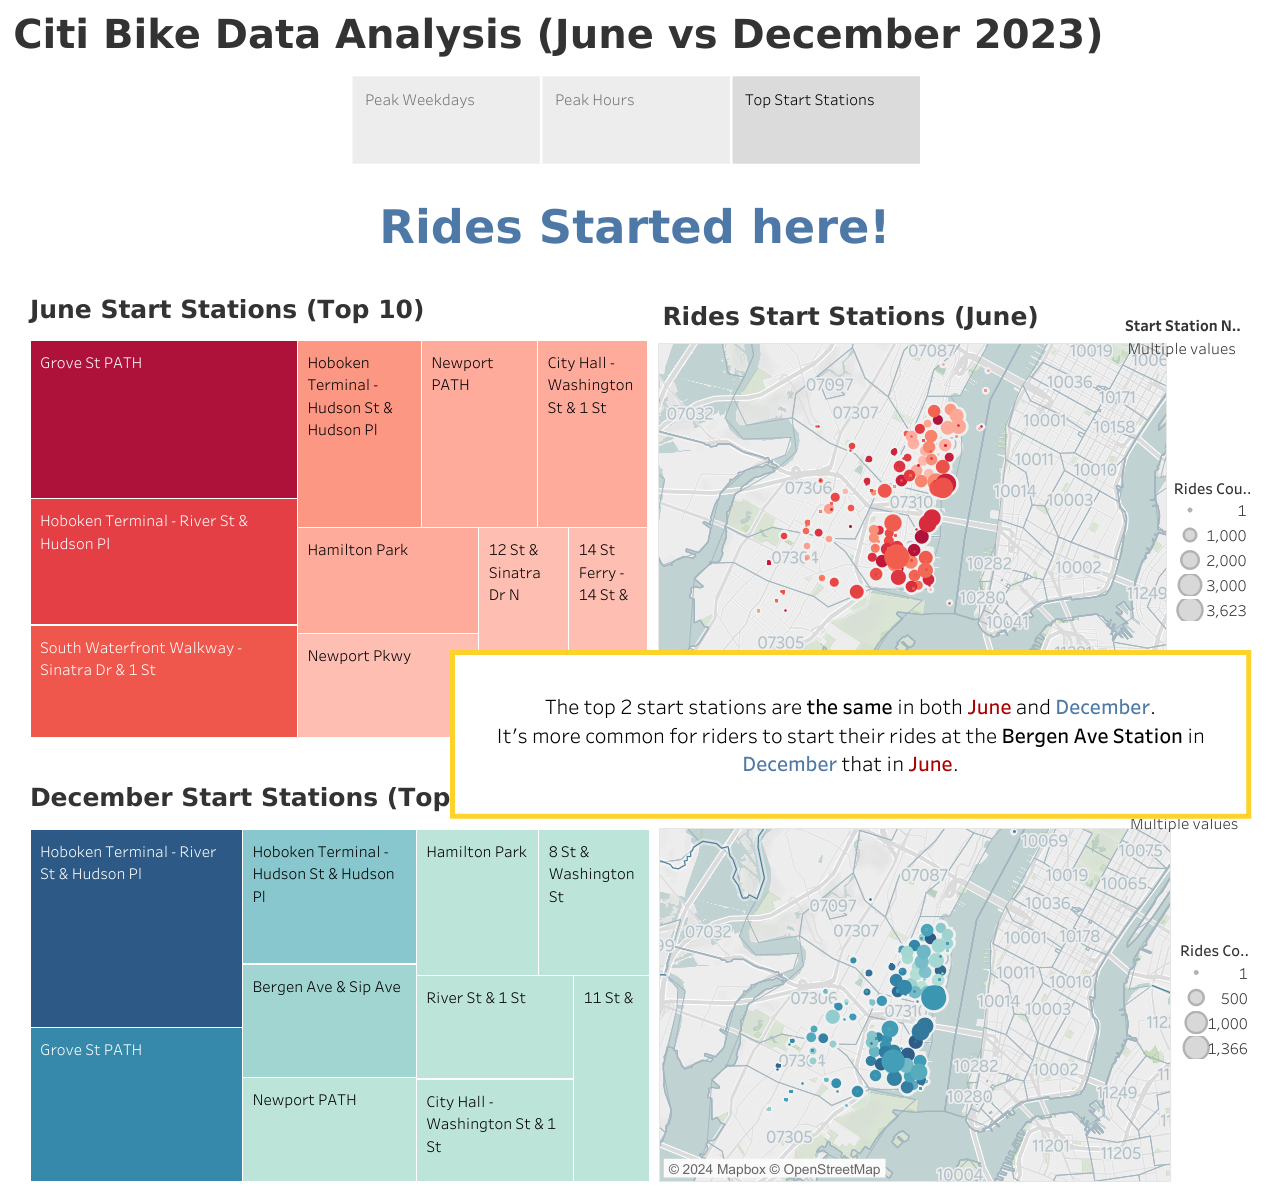 Citi Bike Data Analysis (June vs December 2023)
Peak Weekdays
Peak Hours
Top Start Stations
Rides Started here!
June Start Stations (Top 10)
Grove St PATH
Hoboken
Terminal -
Hudson St &
Hudson Pl
Newport
PATH
City Hall -
Washington
St & 1 St
Hoboken Terminal - River St &
Hudson Pl
Hamilton Park
12 St &
Sinatra
Dr N
14 St
Ferry -
14 St &
South Waterfront Walkway -
Sinatra Dr & 1 St
Newport Pkwy
Rides Start Stations (June)
Start Station N..
Multiple values
07087
10019
07097
10036
10171
07032
07307
10001
10158
10011
10010
07306
10014
10003
07310
07304
10282
10002
10280
11249
10041
07305
Rides Cou..
1
1,000
2,000
3,000
3,623
The top 2 start stations are the same in both June and December.
It's more common for riders to start their rides at the Bergen Ave Station in
December that in June.
December Start Stations (Top
Hoboken Terminal - River
St & Hudson Pl
Hoboken Terminal -
Hudson St & Hudson
Pl
Hamilton Park
8 St &
Washington
St
Bergen Ave & Sip Ave
River St & 1 St
11 St &
Grove St PATH
Newport PATH
City Hall -
Washington St & 1
St
Multiple values
10069
10075
07087
10065
07097
10036
07032
07307
10001
10178
10011
10010
07306
10014
10003
10282
10002
10280
07305
11201
11205
10004
© 2024 Mapbox © OpenStreetMap
Rides Co..
1
500
1,000
1,366